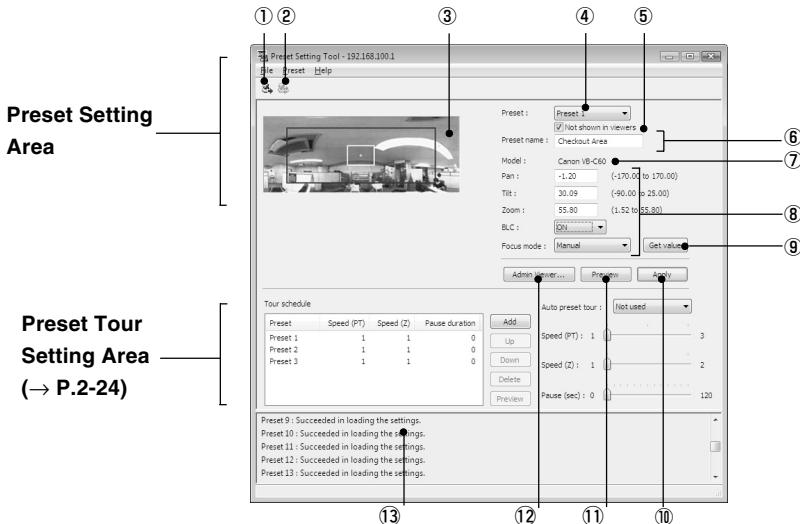 ① ② ③ ④ ⑤
Preset Setting Area
Preset Setting Tool - 192.168.100.1
File Preset Help
Preset : Preset 1
Not shown in viewers
Preset name : Checkout Area
⑥
Model : Canon VB-C60
⑦
Pan : -1.20 (-170.00 to 170.00)
Tilt : 30.09 (-90.00 to 25.00)
Zoom : 55.80 (1.52 to 55.80)
⑧
BLC : ON
Focus mode : Manual Get value
⑨
Admin Viewer... Preview Apply
Preset Tour Setting Area (→ P.2-24)
Tour schedule
Preset Speed (PT) Speed (Z) Pause duration
Preset 1 1 1 0
Preset 2 1 1 0
Preset 3 1 1 0
Add
Up
Down
Delete
Preview
Auto preset tour : Not used
Speed (PT) : 1 3
Speed (Z) : 1 2
Pause (sec) : 0 120
Preset 9 : Succeeded in loading the settings.
Preset 10 : Succeeded in loading the settings.
Preset 11 : Succeeded in loading the settings.
Preset 12 : Succeeded in loading the settings.
Preset 13 : Succeeded in loading the settings.
⑬ ⑫ ⑪ ⑩